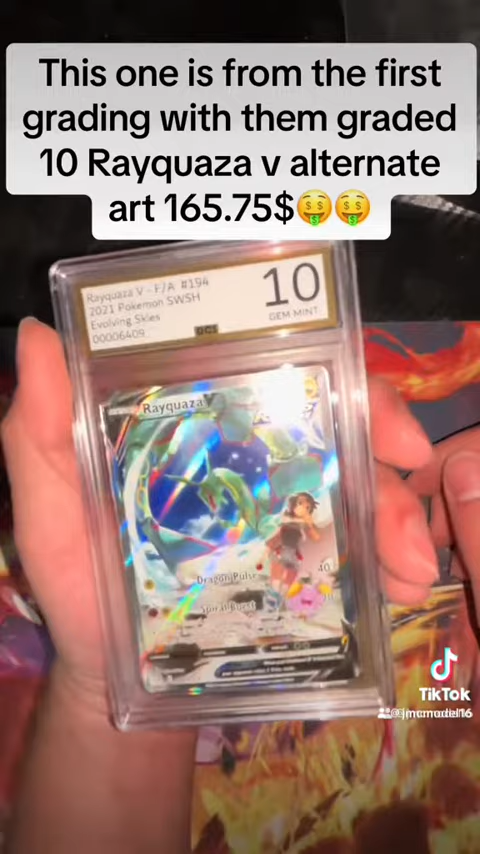 This one is from the first
grading with them graded
10 Rayquaza v alternate
art 165.75$🤑🤑
Rayquaza V - F/A #194
2021 Pokemon SWSH
Evolving Skies
00006409
10
GEM MINT
Rayquaza V
Dragon Pulse
40
Spiral Burst
TikTok